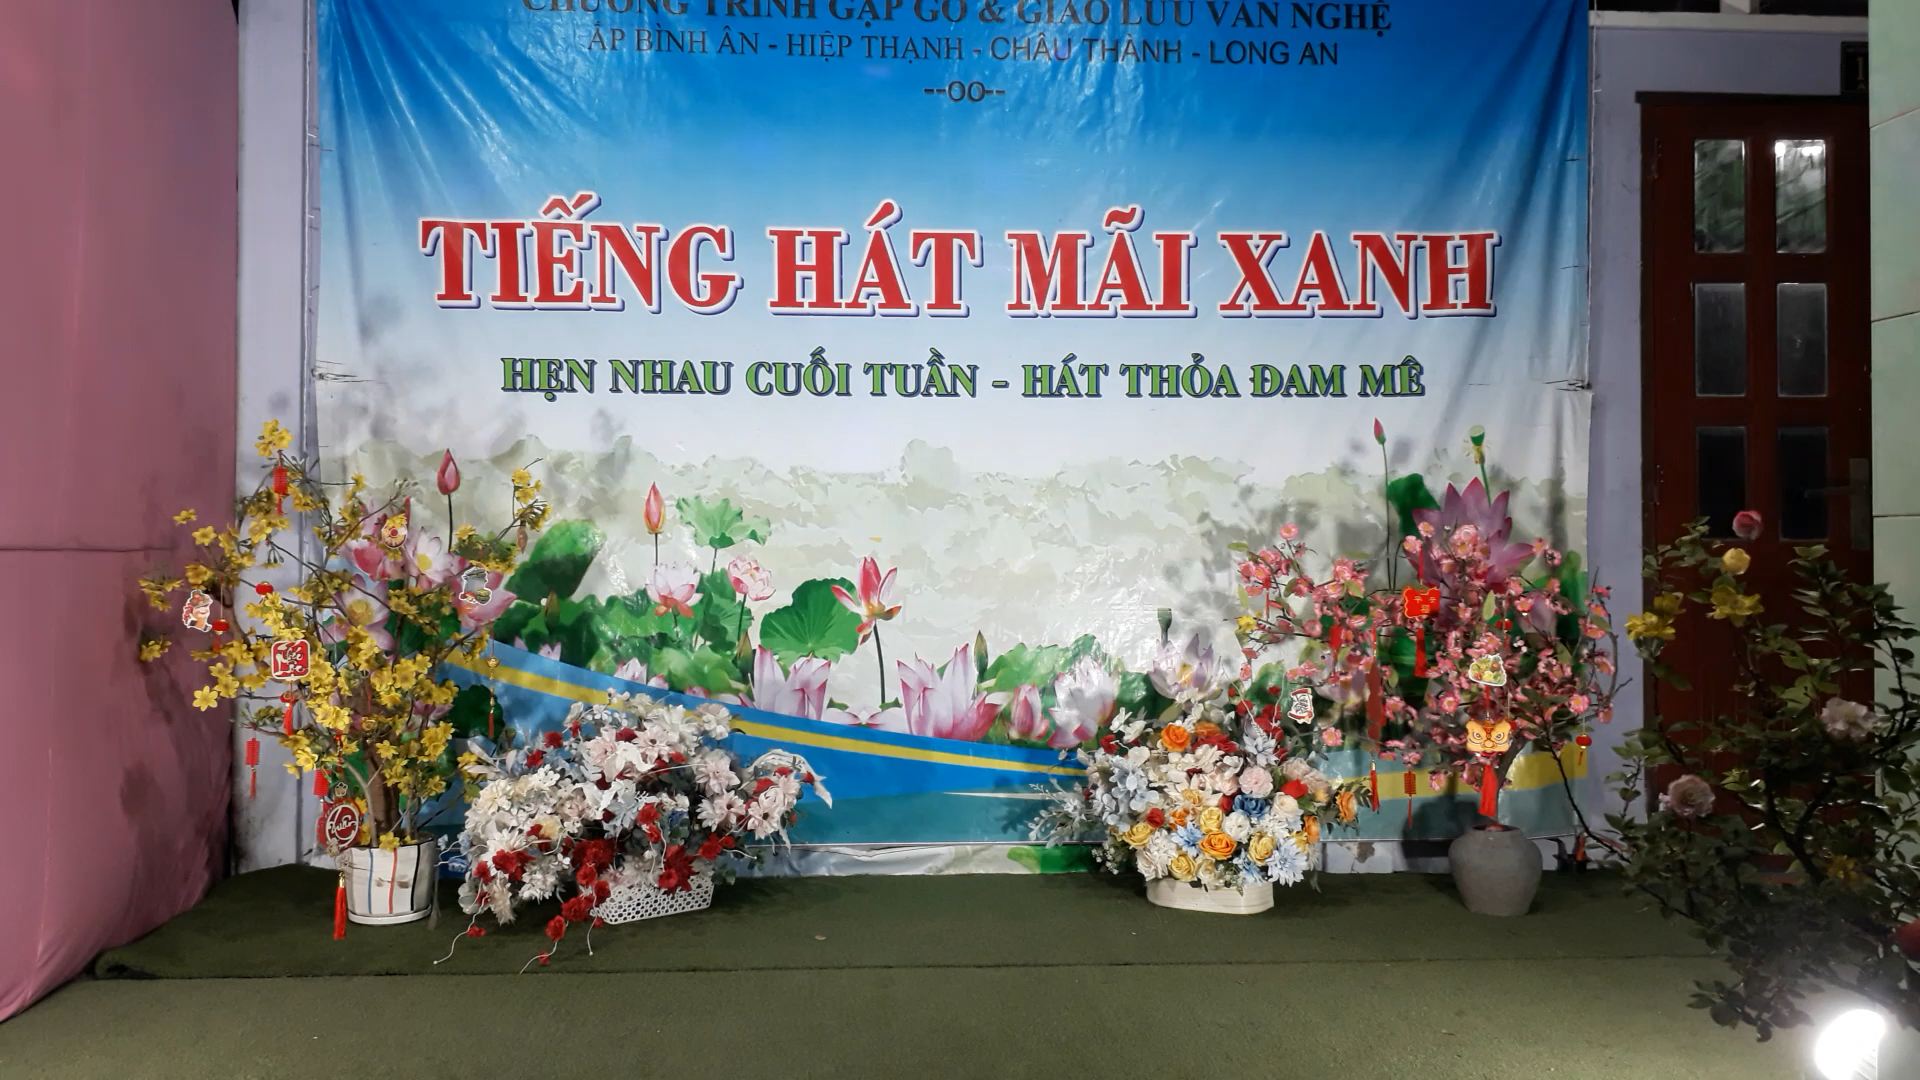 CHƯƠNG TRÌNH GẶP GỠ & GIAO LƯU VĂN NGHỆ
ẤP BÌNH ÂN - HIỆP THẠNH - CHÂU THÀNH - LONG AN
--oo--
TIẾNG HÁT MÃI XANH
HẸN NHAU CUỐI TUẦN - HÁT THỎA ĐAM MÊ